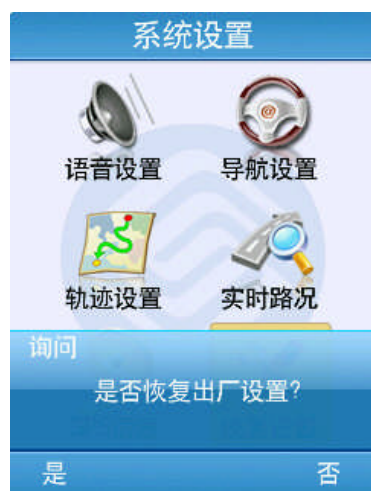 系统设置
语音设置 导航设置
轨迹设置 实时路况
询问
是否恢复出厂设置?
是 否